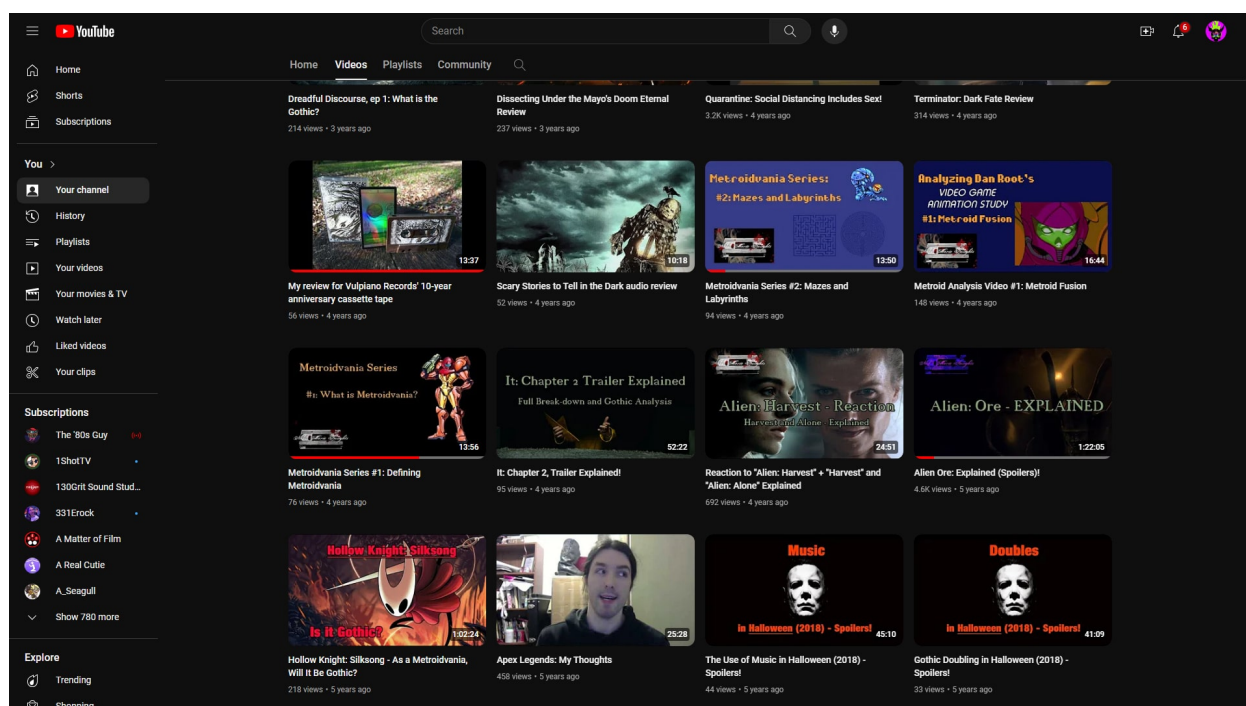 YouTube
Search
6
Home
Videos
Playlists
Community
Home
Shorts
Subscriptions
You
Your channel
History
Playlists
Your videos
Your movies & TV
Watch later
Liked videos
Your clips
Subscriptions
The '80s Guy
1ShotTV
130Grit Sound Stud...
331Erock
A Matter of Film
A Real Cutie
A_Seagull
Show 780 more
Explore
Trending
Shopping
Dreadful Discourse, ep 1: What is the
Gothic?
214 views • 3 years ago
Dissecting Under the Mayo's Doom Eternal
Review
237 views • 3 years ago
Quarantine: Social Distancing Includes Sex!
3.2K views • 4 years ago
Terminator: Dark Fate Review
314 views • 4 years ago
13:37
My review for Vulpiano Records' 10-year
anniversary cassette tape
56 views • 4 years ago
10:18
Scary Stories to Tell in the Dark audio review
52 views • 4 years ago
Metroidvania Series:
#2: Mazes and Labyrinths
13:50
Metroidvania Series #2: Mazes and
Labyrinths
94 views • 4 years ago
Analyzing Dan Root's
VIDEO GAME
ANIMATION STUDY
#1: Metroid Fusion
16:44
Metroid Analysis Video #1: Metroid Fusion
148 views • 4 years ago
Metroidvania Series
#1: What is Metroidvania?
13:56
Metroidvania Series #1: Defining
Metroidvania
76 views • 4 years ago
It: Chapter 2 Trailer Explained
Full Break-down and Gothic Analysis
52:22
It: Chapter 2, Trailer Explained!
95 views • 4 years ago
Alien: Harvest - Reaction
Harvest and Alone - Explained
24:51
Reaction to "Alien: Harvest" + "Harvest" and
"Alien: Alone" Explained
692 views • 4 years ago
Alien: Ore - EXPLAINED
1:22:05
Alien Ore: Explained (Spoilers)!
4.6K views • 5 years ago
Hollow Knight: Silksong
Is it Gothic?
1:02:24
Hollow Knight: Silksong - As a Metroidvania,
Will It Be Gothic?
218 views • 5 years ago
25:28
Apex Legends: My Thoughts
458 views • 5 years ago
Music
in Halloween (2018) - Spoilers!
45:10
The Use of Music in Halloween (2018) -
Spoilers!
44 views • 5 years ago
Doubles
in Halloween (2018) - Spoilers!
41:09
Gothic Doubling in Halloween (2018) -
Spoilers!
33 views • 5 years ago